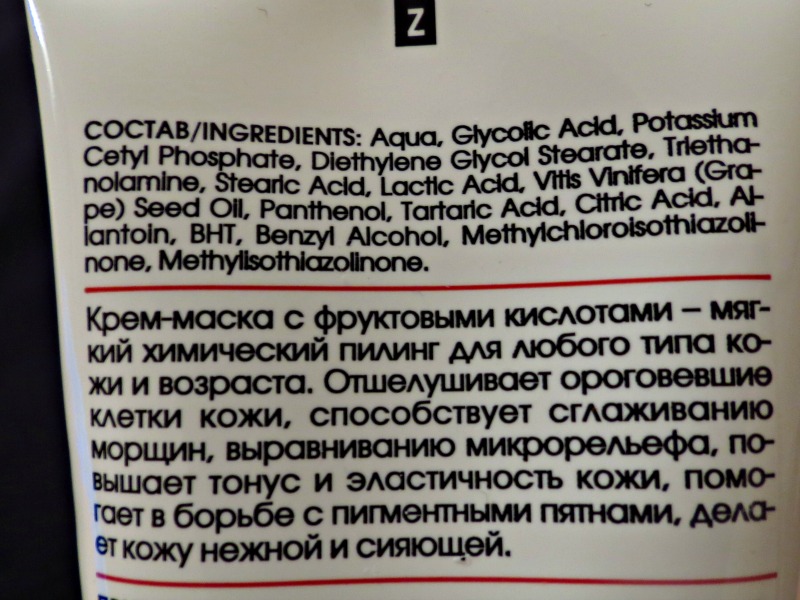 Z
СОСТАВ/INGREDIENTS: Aqua, Glycolic Acid, Potassium
Cetyl Phosphate, Diethylene Glycol Stearate, Trietha-
nolamine, Stearic Acid, Lactic Acid, Vitis Vinifera (Gra-
pe) Seed Oil, Panthenol, Tartaric Acid, Citric Acid, Al-
lantoin, BHT, Benzyl Alcohol, Methylchloroisothiazoli-
none, Methylisothiazolinone.
Крем-маска с фруктовыми кислотами – мяг-
кий химический пилинг для любого типа ко-
жи и возраста. Отшелушивает ороговевшие
клетки кожи, способствует сглаживанию
морщин, выравниванию микрорельефа, по-
вышает тонус и эластичность кожи, помо-
гает в борьбе с пигментными пятнами, дела-
ет кожу нежной и сияющей.